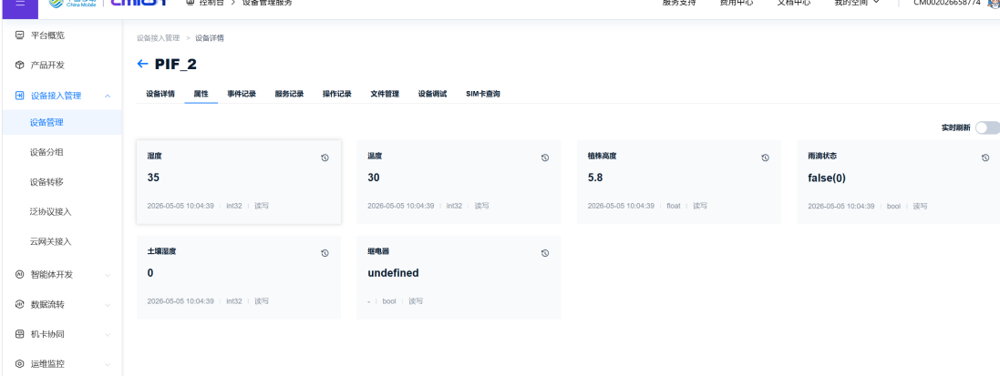 China Mobile
CMIOT
控制台 > 设备管理服务
服务支持 费用中心 文档中心 我的空间 CM002026658774
平台概览
产品开发
设备接入管理
设备管理
设备分组
设备转移
泛协议接入
云网关接入
智能体开发
数据流转
机卡协同
运维监控
设备接入管理 > 设备详情
← PIF_2
设备详情 属性 事件记录 服务记录 操作记录 文件管理 设备调试 SIM卡查询
实时刷新
湿度
35
2026-05-05 10:04:39 | int32 | 读写
温度
30
2026-05-05 10:04:39 | int32 | 读写
植株高度
5.8
2026-05-05 10:04:39 | float | 读写
雨滴状态
false(0)
2026-05-05 10:04:39 | bool | 读写
土壤湿度
0
2026-05-05 10:04:39 | int32 | 读写
继电器
undefined
- | bool | 读写